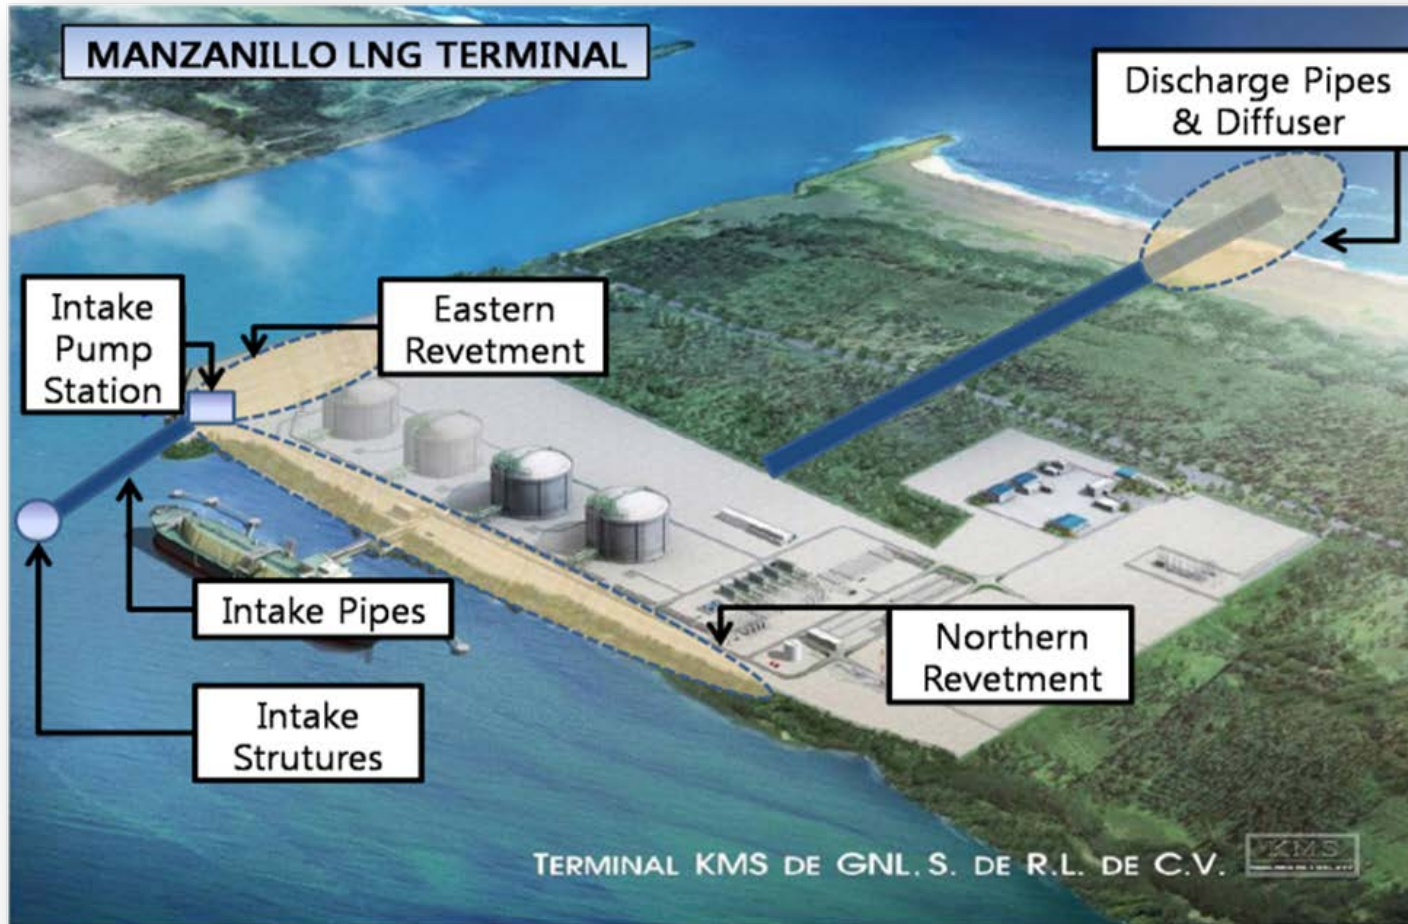 MANZANILLO LNG TERMINAL
Discharge Pipes
& Diffuser
Intake
Pump
Station
Eastern
Revetment
Intake Pipes
Northern
Revetment
Intake
Strutures
TERMINAL KMS DE GNL. S. DE R.L. DE C.V.
KMS